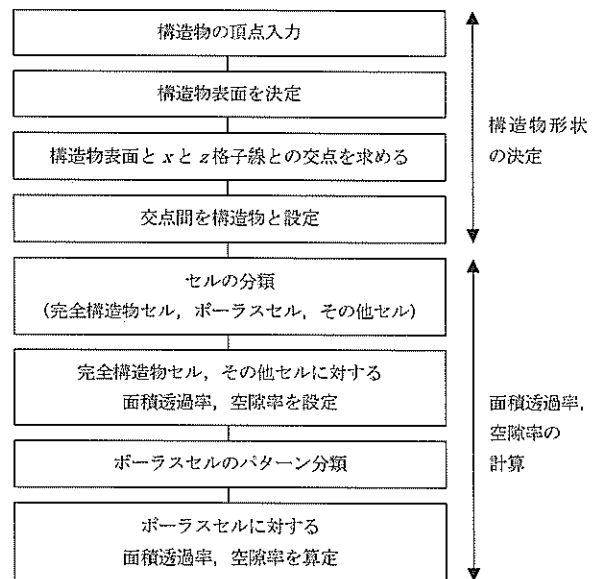 構造物の頂点入力
構造物表面を決定
構造物表面と x と z 格子線との交点を求める
交点間を構造物と設定
構造物形状
の決定
セルの分類
(完全構造物セル，ポーラスセル，その他セル)
完全構造物セル，その他セルに対する
面積透過率，空隙率を設定
ポーラスセルのパターン分類
ポーラスセルに対する
面積透過率，空隙率を算定
面積透過率，
空隙率の
計算